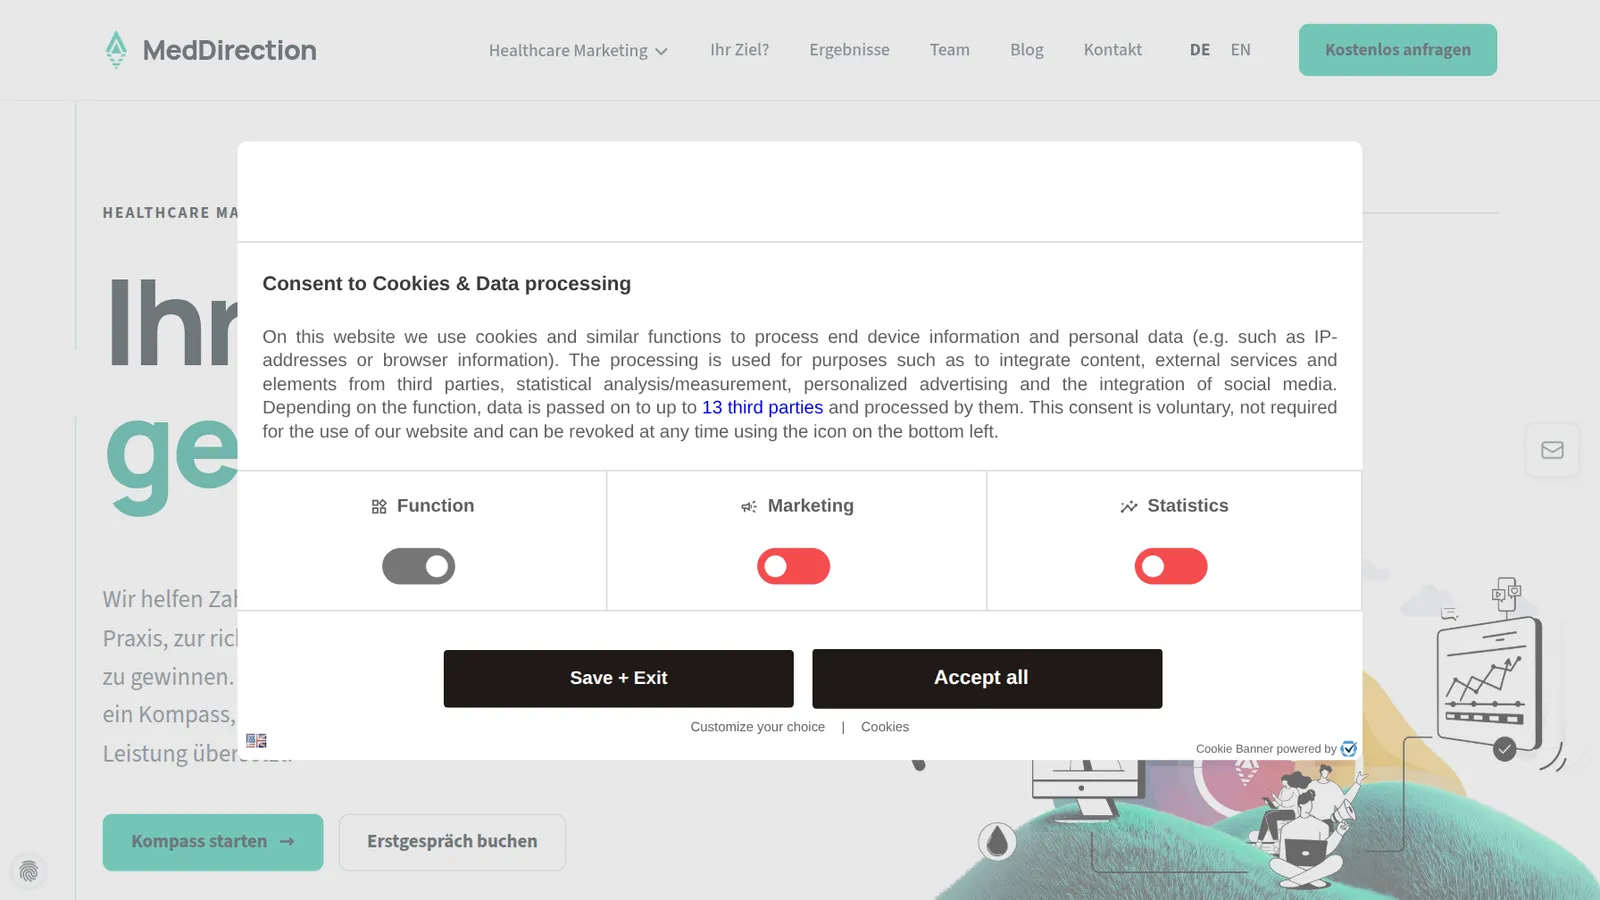 MedDirection
Healthcare Marketing
Ihr Ziel?
Ergebnisse
Team
Blog
Kontakt
DE
EN
Kostenlos anfragen
HEALTHCARE MA
Ihr
ge
Wir helfen Zah
Praxis, zur rich
zu gewinnen.
ein Kompass,
Leistung überse
Kompass starten →
Erstgespräch buchen
Consent to Cookies & Data processing
On this website we use cookies and similar functions to process end device information and personal data (e.g. such as IP-
addresses or browser information). The processing is used for purposes such as to integrate content, external services and
elements from third parties, statistical analysis/measurement, personalized advertising and the integration of social media.
Depending on the function, data is passed on to up to 13 third parties and processed by them. This consent is voluntary, not required
for the use of our website and can be revoked at any time using the icon on the bottom left.
Function
Marketing
Statistics
Save + Exit
Accept all
Customize your choice | Cookies
Cookie Banner powered by